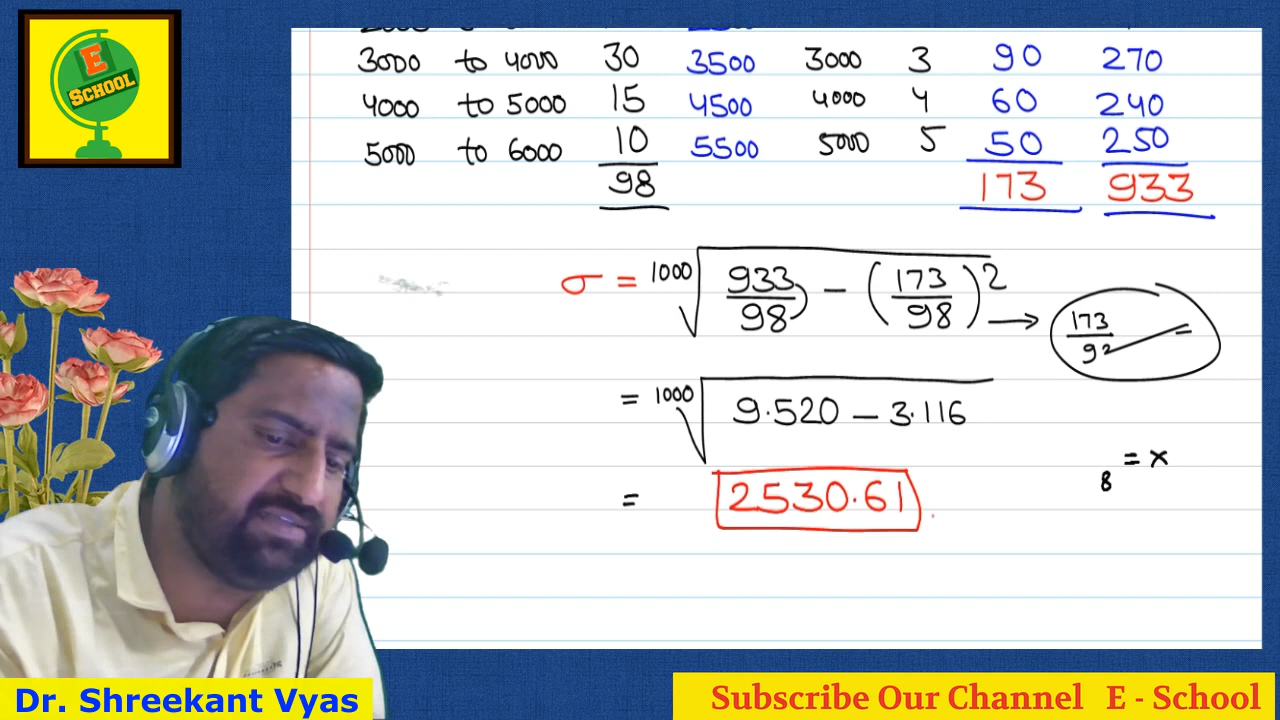 E
SCHOOL
3000 to 4000 30 3500 3000 3 90 270
4000 to 5000 15 4500 4000 4 60 240
5000 to 6000 10 5500 5000 5 50 250
98 173 933
σ = 1000 √ 933/98 − (173/98)² → 173/92 =
= 1000 √ 9.520 − 3.116
8 = x
= 2530.61
Dr. Shreekant Vyas
Subscribe Our Channel E - School